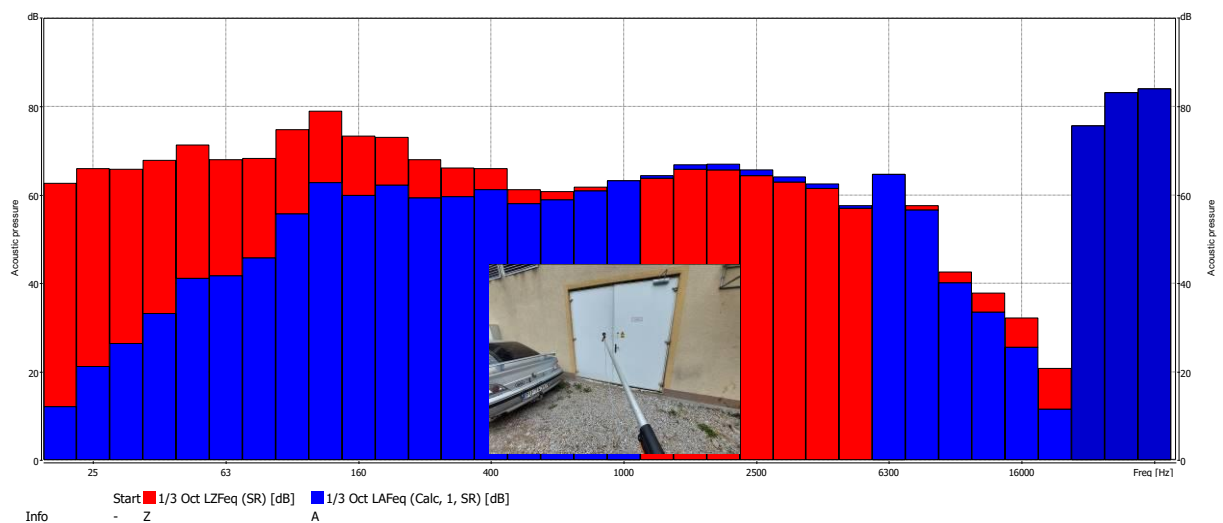 dB dB
80 80
60 60
40 40
20 20
0 0
Acoustic pressure
Acoustic pressure
25 63 160 400 1000 2500 6300 16000 Freq [Hz]
Start 1/3 Oct LZFeq (SR) [dB] 1/3 Oct LAFeq (Calc, 1, SR) [dB]
Info - Z A